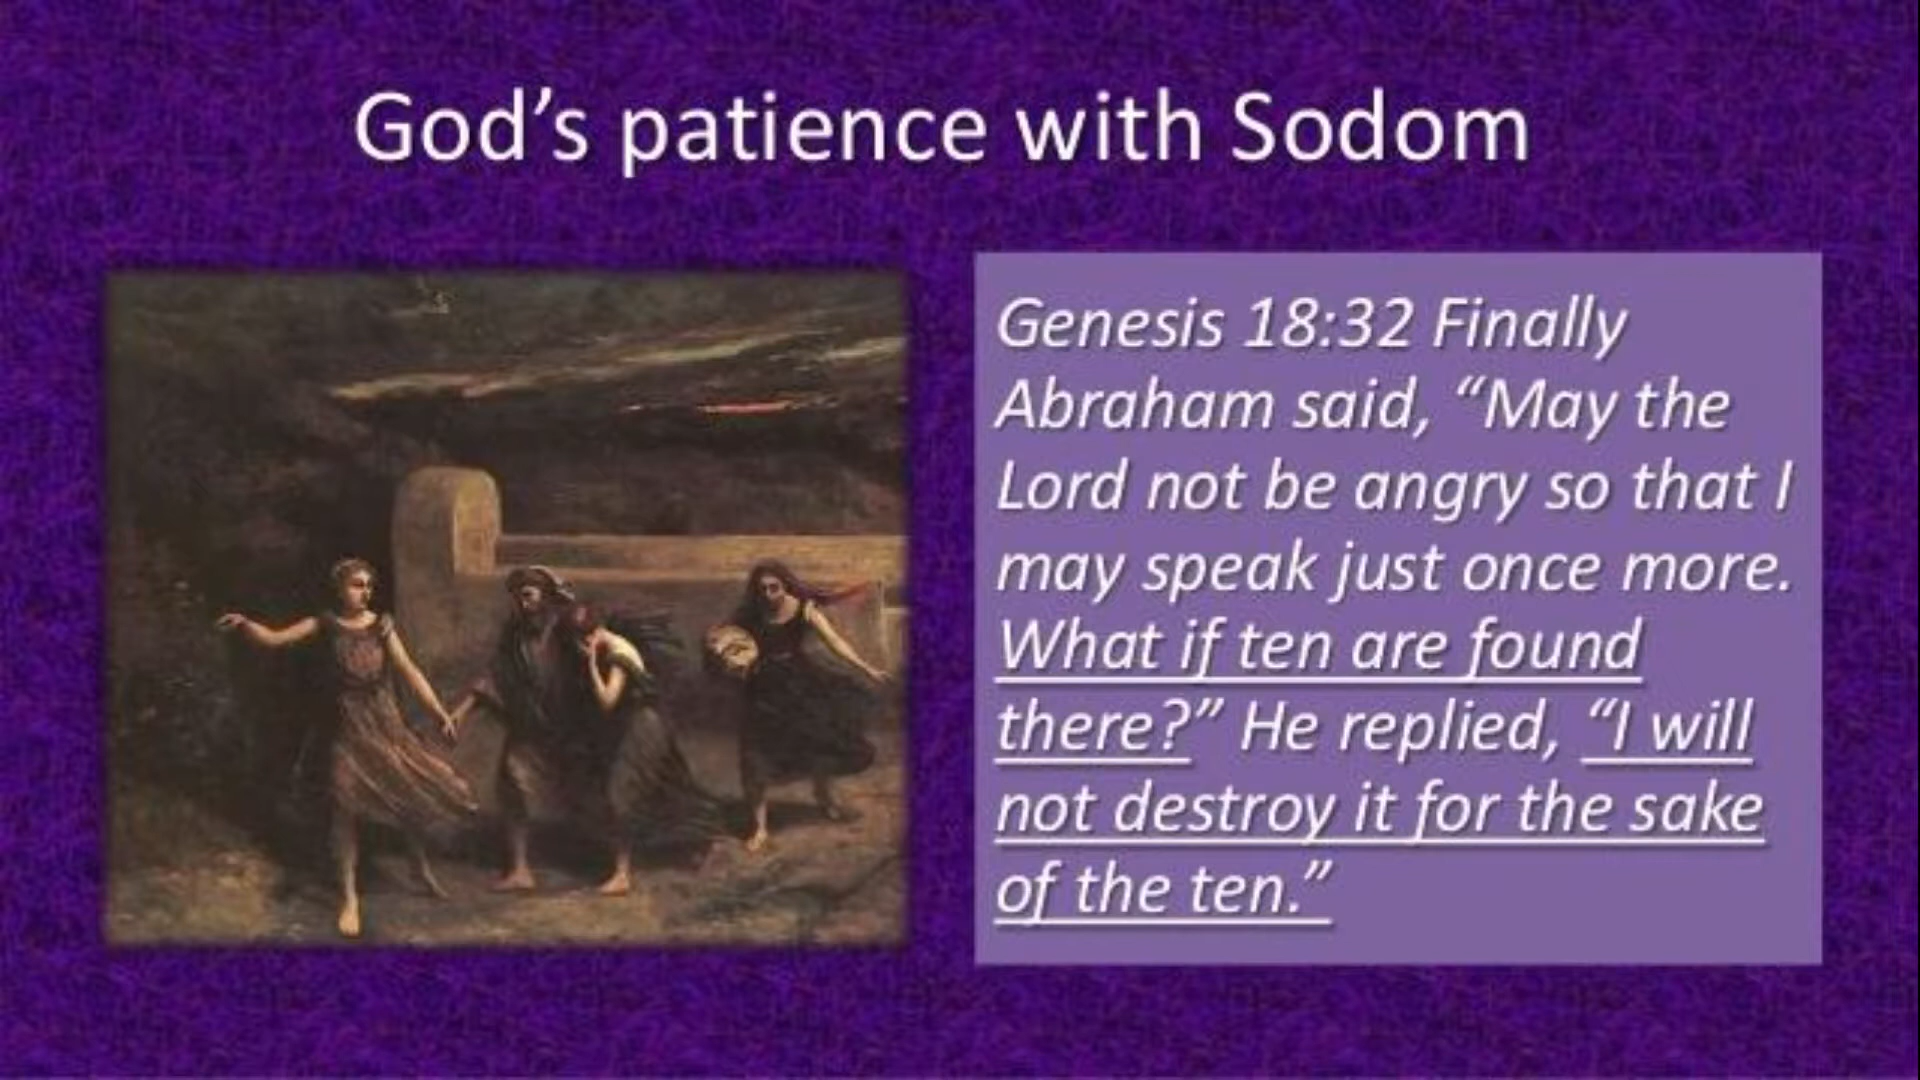 God’s patience with Sodom
Genesis 18:32 Finally
Abraham said, “May the
Lord not be angry so that I
may speak just once more.
What if ten are found
there?” He replied, “I will
not destroy it for the sake
of the ten.”